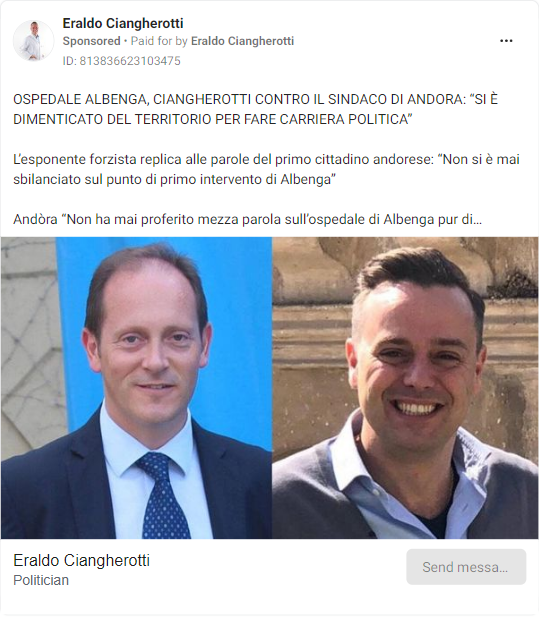 Eraldo Ciangherotti
Sponsored • Paid for by Eraldo Ciangherotti
ID: 813836623103475
OSPEDALE ALBENGA, CIANGHEROTTI CONTRO IL SINDACO DI ANDORA: “SI È
DIMENTICATO DEL TERRITORIO PER FARE CARRIERA POLITICA”
L’esponente forzista replica alle parole del primo cittadino andorese: “Non si è mai
sbilanciato sul punto di primo intervento di Albenga”
Andòra “Non ha mai proferito mezza parola sull’ospedale di Albenga pur di...
Eraldo Ciangherotti
Politician
Send messa...